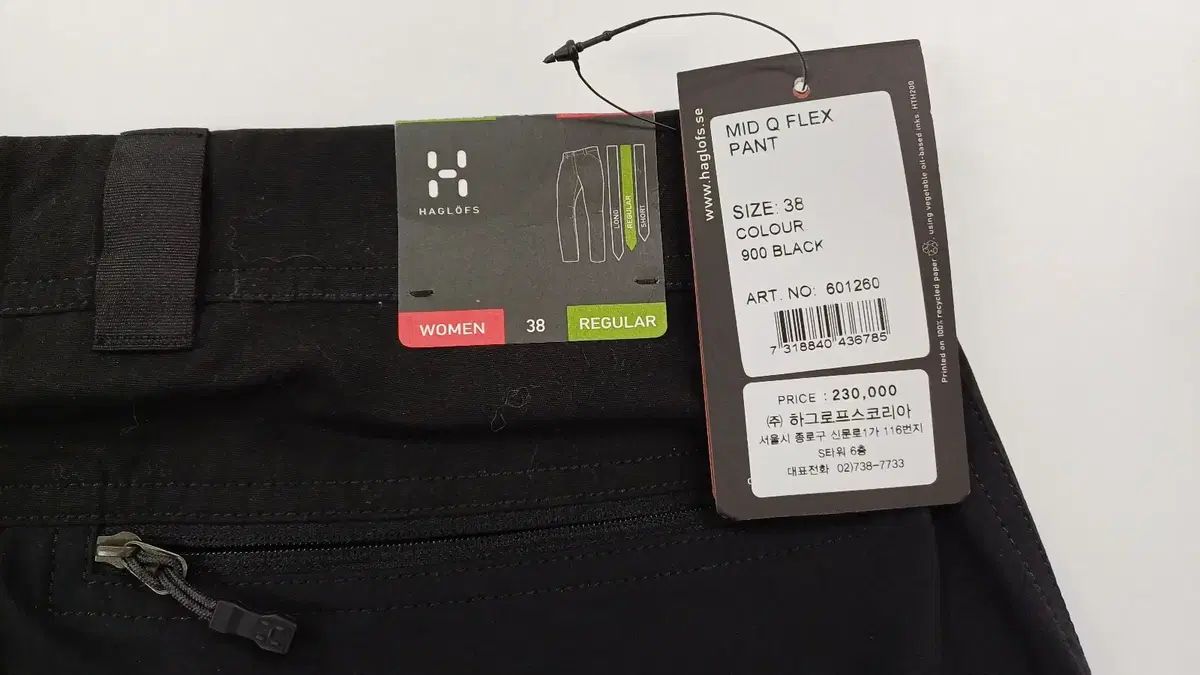 HAGLÖFS
LONG
REGULAR
SHORT
WOMEN
38
REGULAR
www.haglofs.se
MID Q FLEX
PANT
SIZE: 38
COLOUR
900 BLACK
ART. NO: 601260
7 318840 436785
Printed on 100% recycled paper using vegetable oil-based inks. HTH200
PRICE : 230,000
(주) 하그로프스코리아
서울시 종로구 신문로1가 116번지
S타워 6층
대표전화 02)738-7733